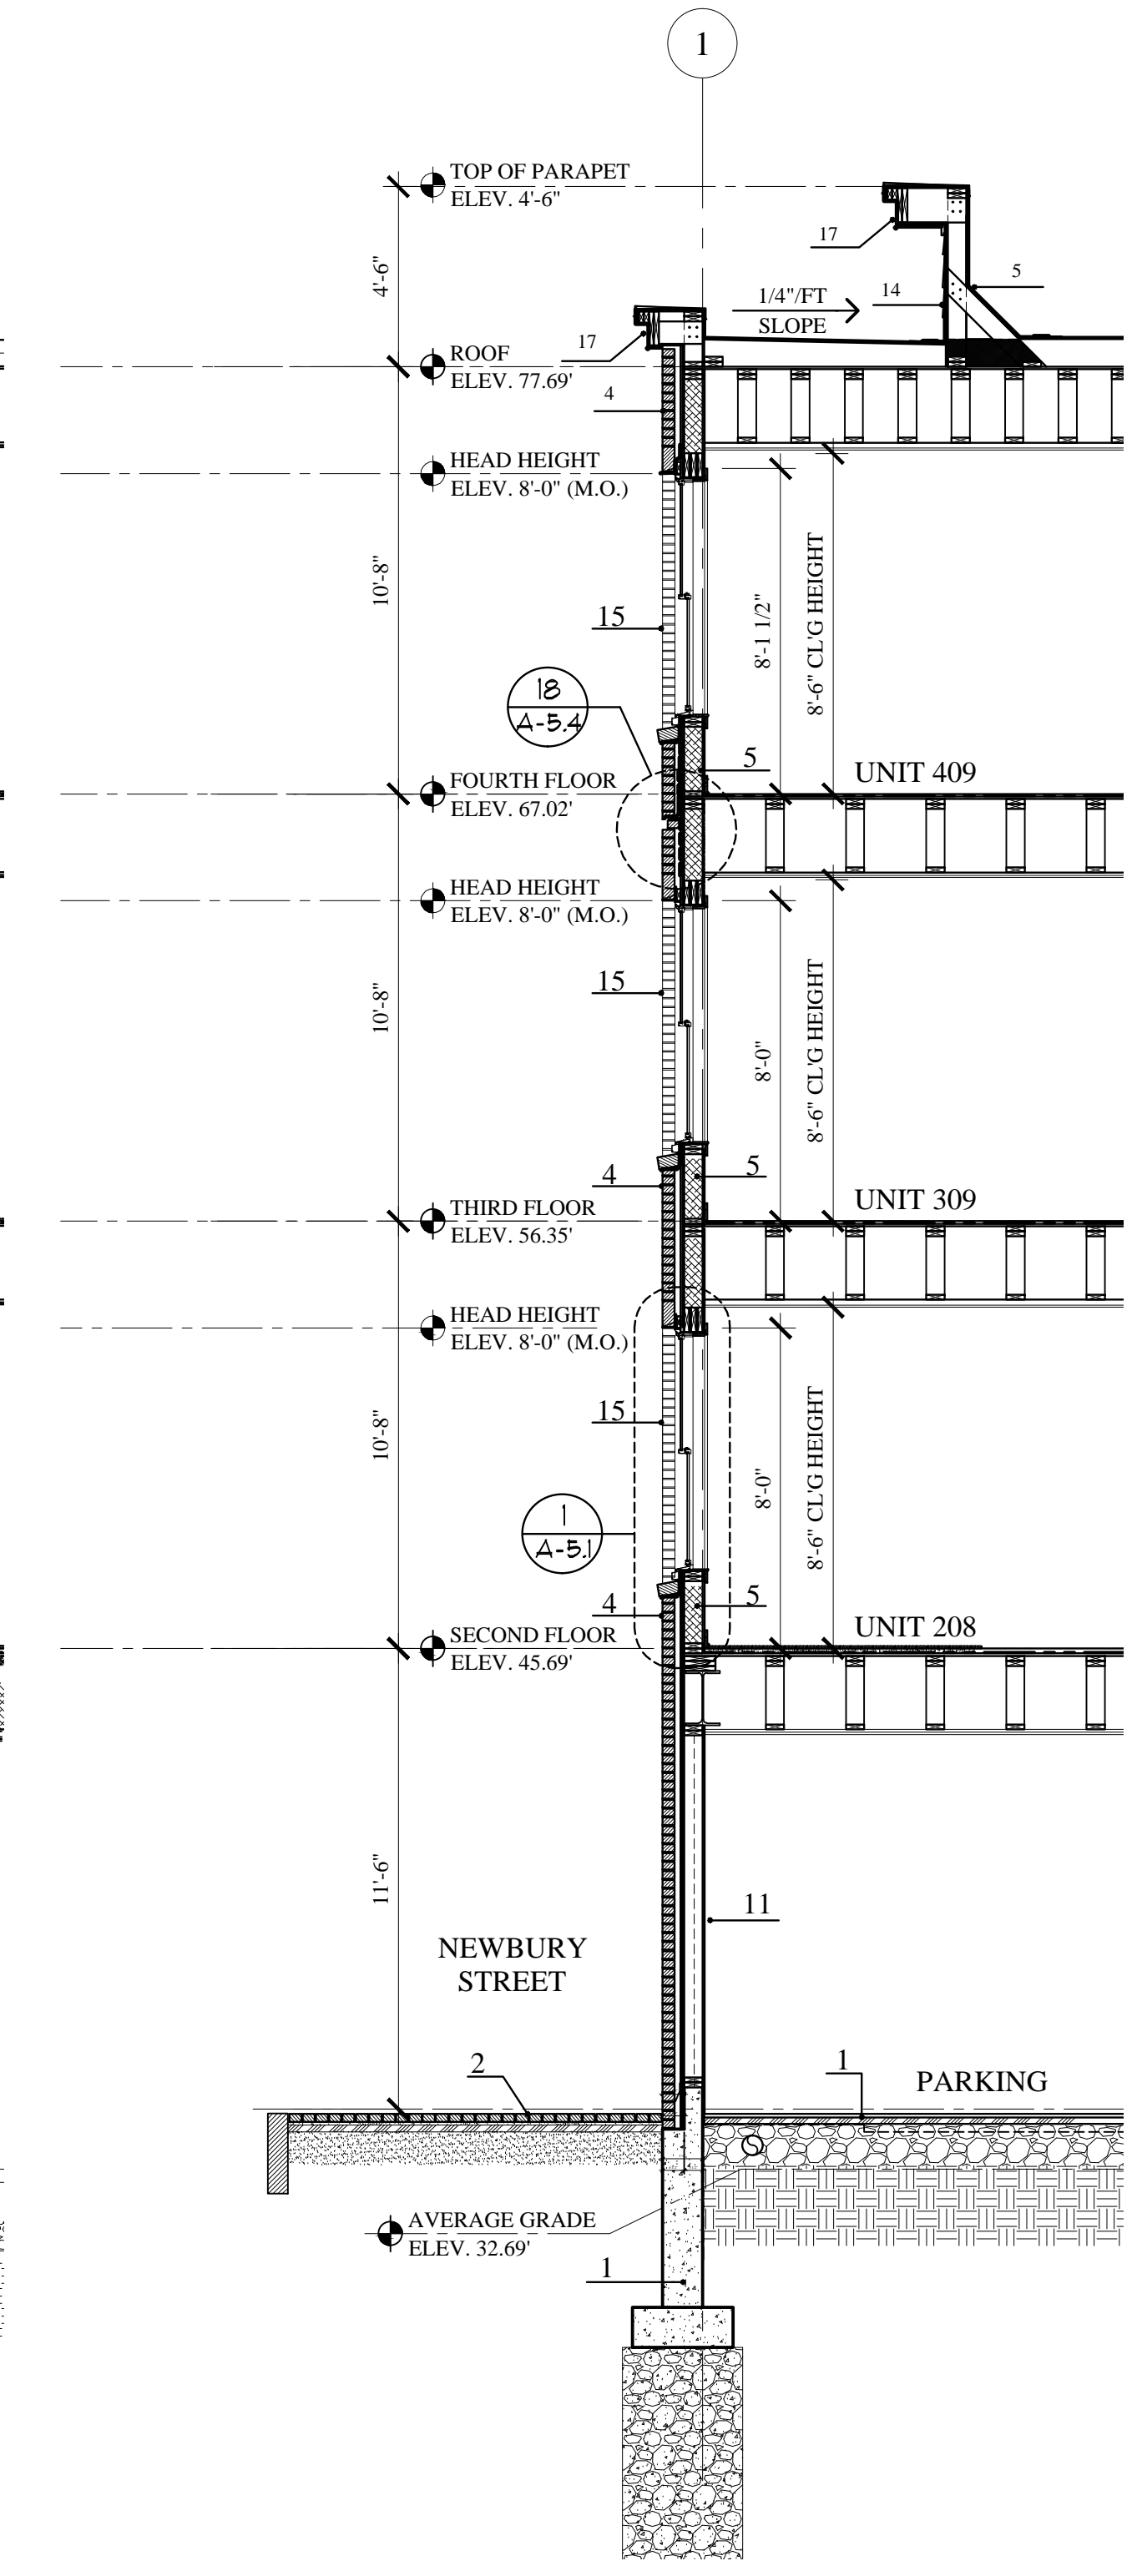 1
TOP OF PARAPET
ELEV. 4'-6"
17
5
4'-6"
1/4"/FT
SLOPE
14
17
ROOF
ELEV. 77.69'
4
HEAD HEIGHT
ELEV. 8'-0" (M.O.)
10'-8"
15
8'-1 1/2"
8'-6" CL'G HEIGHT
18
A-5.4
5
UNIT 409
FOURTH FLOOR
ELEV. 67.02'
HEAD HEIGHT
ELEV. 8'-0" (M.O.)
15
10'-8"
8'-0"
8'-6" CL'G HEIGHT
4
5
UNIT 309
THIRD FLOOR
ELEV. 56.35'
HEAD HEIGHT
ELEV. 8'-0" (M.O.)
15
10'-8"
8'-0"
8'-6" CL'G HEIGHT
1
A-5.1
4
5
UNIT 208
SECOND FLOOR
ELEV. 45.69'
11'-6"
11
NEWBURY
STREET
2
1
PARKING
AVERAGE GRADE
ELEV. 32.69'
1